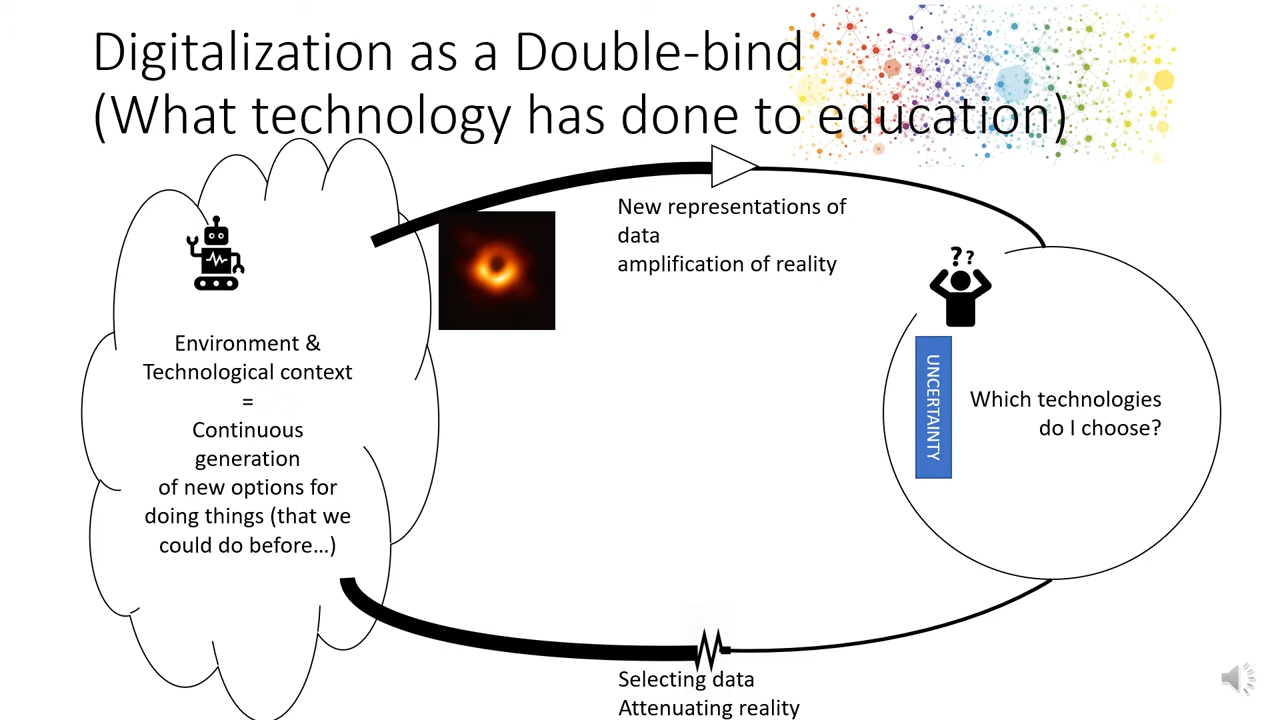 Digitalization as a Double-bind
(What technology has done to education)
New representations of
data
amplification of reality
??
Environment &
Technological context
=
Continuous
generation
of new options for
doing things (that we
could do before…)
UNCERTAINTY
Which technologies
do I choose?
Selecting data
Attenuating reality